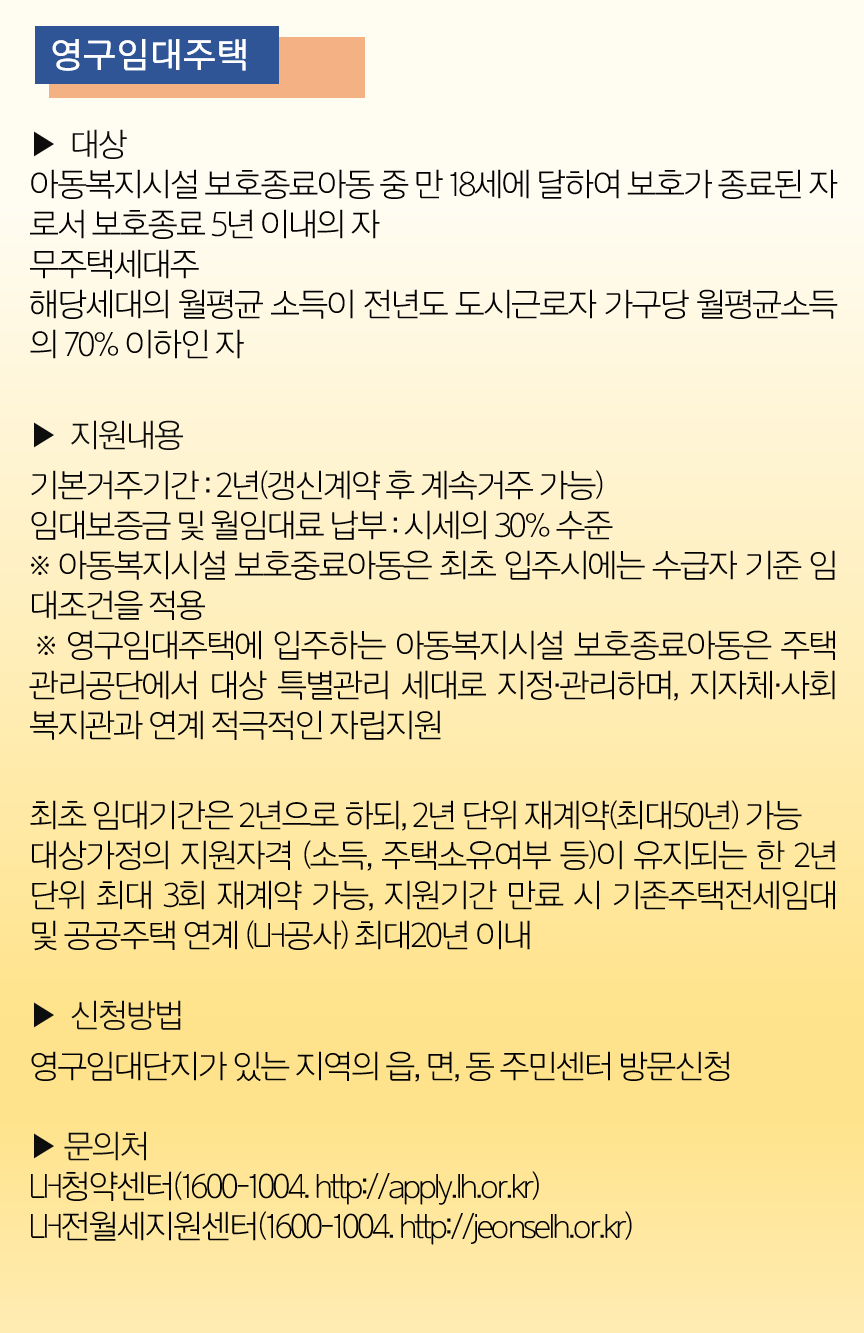 영구임대주택
▶ 대상
아동복지시설 보호종료아동 중 만 18세에 달하여 보호가 종료된 자
로서 보호종료 5년 이내의 자
무주택세대주
해당세대의 월평균 소득이 전년도 도시근로자 가구당 월평균소득
의 70% 이하인 자
▶ 지원내용
기본거주기간 : 2년(갱신계약 후 계속거주 가능)
임대보증금 및 월임대료 납부 : 시세의 30% 수준
※ 아동복지시설 보호중료아동은 최초 입주시에는 수급자 기준 임
대조건을 적용
※ 영구임대주택에 입주하는 아동복지시설 보호종료아동은 주택
관리공단에서 대상 특별관리 세대로 지정·관리하며, 지자체·사회
복지관과 연계 적극적인 자립지원
최초 임대기간은 2년으로 하되, 2년 단위 재계약(최대50년) 가능
대상가정의 지원자격 (소득, 주택소유여부 등)이 유지되는 한 2년
단위 최대 3회 재계약 가능, 지원기간 만료 시 기존주택전세임대
및 공공주택 연계 (LH공사) 최대20년 이내
▶ 신청방법
영구임대단지가 있는 지역의 읍, 면, 동 주민센터 방문신청
▶ 문의처
LH청약센터(1600-1004. http://apply.lh.or.kr)
LH전월세지원센터(1600-1004. http://jeonselh.or.kr)